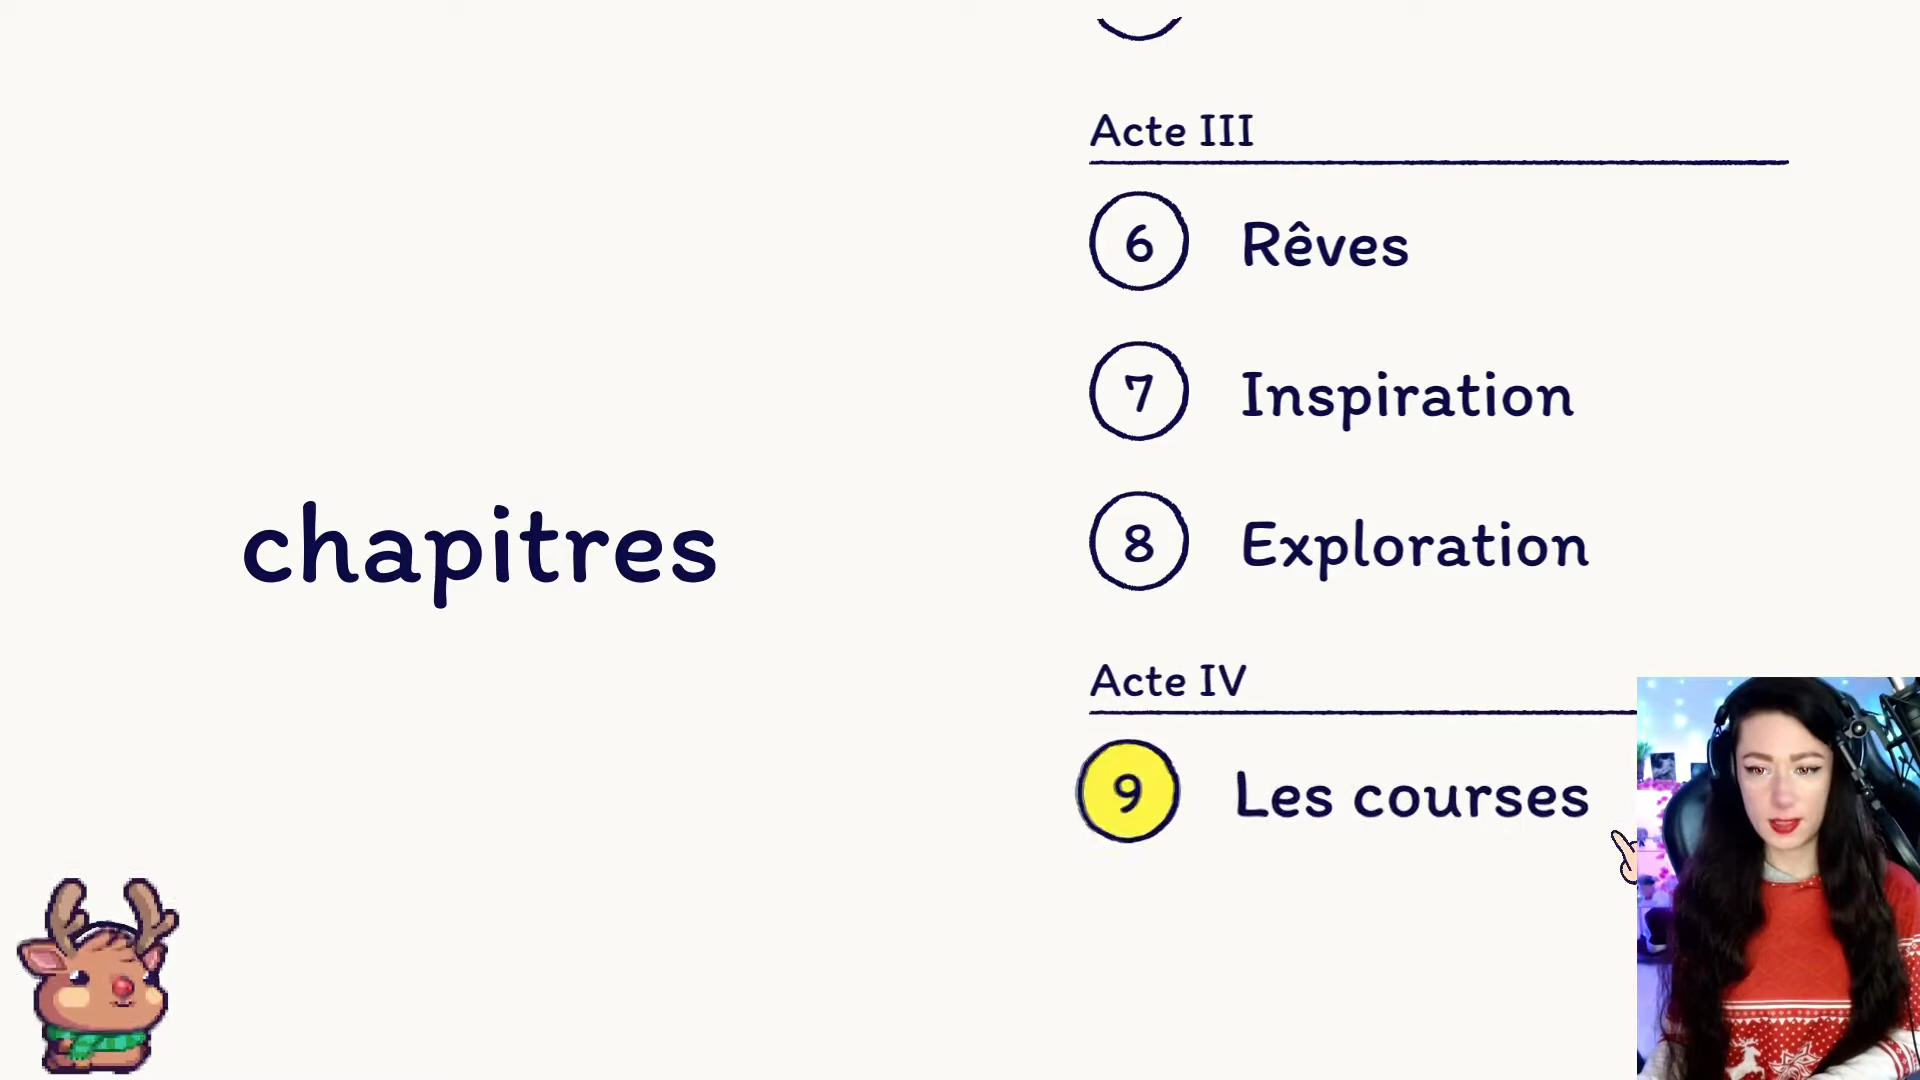 chapitres
Acte III
6 Rêves
7 Inspiration
8 Exploration
Acte IV
9 Les courses